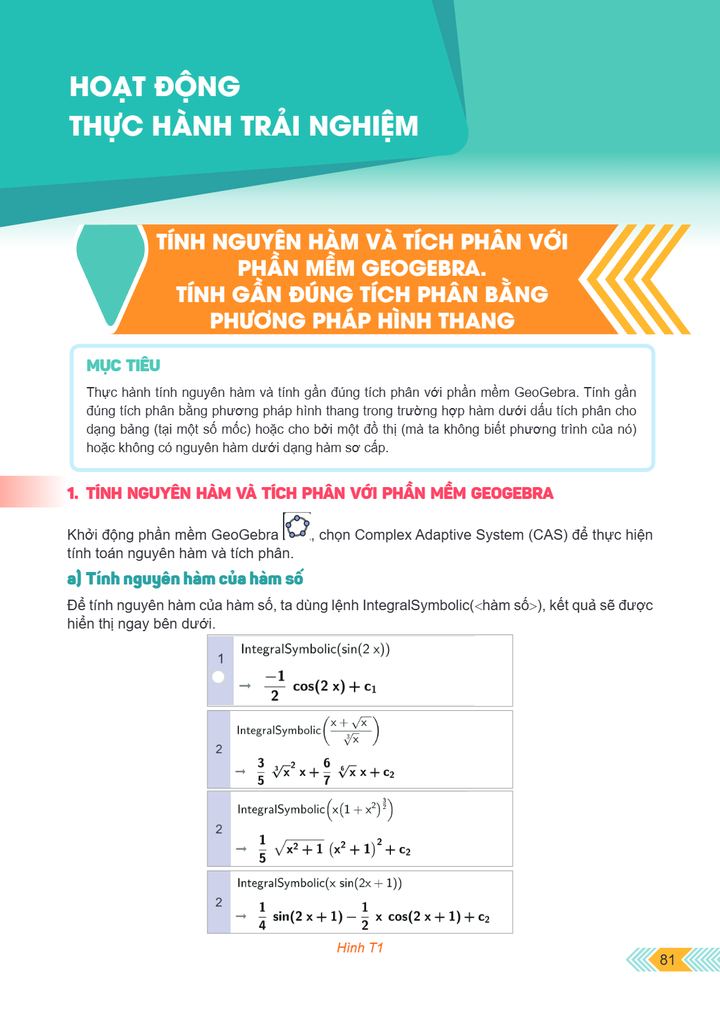 HOẠT ĐỘNG
THỰC HÀNH TRẢI NGHIỆM
TÍNH NGUYÊN HÀM VÀ TÍCH PHÂN VỚI
PHẦN MỀM GEOGEBRA.
TÍNH GẦN ĐÚNG TÍCH PHÂN BẰNG
PHƯƠNG PHÁP HÌNH THANG
MỤC TIÊU
Thực hành tính nguyên hàm và tính gần đúng tích phân với phần mềm GeoGebra. Tính gần
đúng tích phân bằng phương pháp hình thang trong trường hợp hàm dưới dấu tích phân cho
dạng bảng (tại một số mốc) hoặc cho bởi một đồ thị (mà ta không biết phương trình của nó)
hoặc không có nguyên hàm dưới dạng hàm sơ cấp.
1. TÍNH NGUYÊN HÀM VÀ TÍCH PHÂN VỚI PHẦN MỀM GEOGEBRA
Khởi động phần mềm GeoGebra , chọn Complex Adaptive System (CAS) để thực hiện
tính toán nguyên hàm và tích phân.
a) Tính nguyên hàm của hàm số
Để tính nguyên hàm của hàm số, ta dùng lệnh IntegralSymbolic(<hàm số>), kết quả sẽ được
hiển thị ngay bên dưới.
1 IntegralSymbolic(sin(2 x))
→ -1/2 cos(2 x) + c₁
2 IntegralSymbolic((x + √x)/∛x)
→ 3/5 ∛x² x + 6/7 ⁶√x x + c₂
2 IntegralSymbolic(x(1 + x²)^(3/2))
→ 1/5 √(x² + 1) (x² + 1)² + c₂
2 IntegralSymbolic(x sin(2x + 1))
→ 1/4 sin(2 x + 1) − 1/2 x cos(2 x + 1) + c₂
Hình T1
81